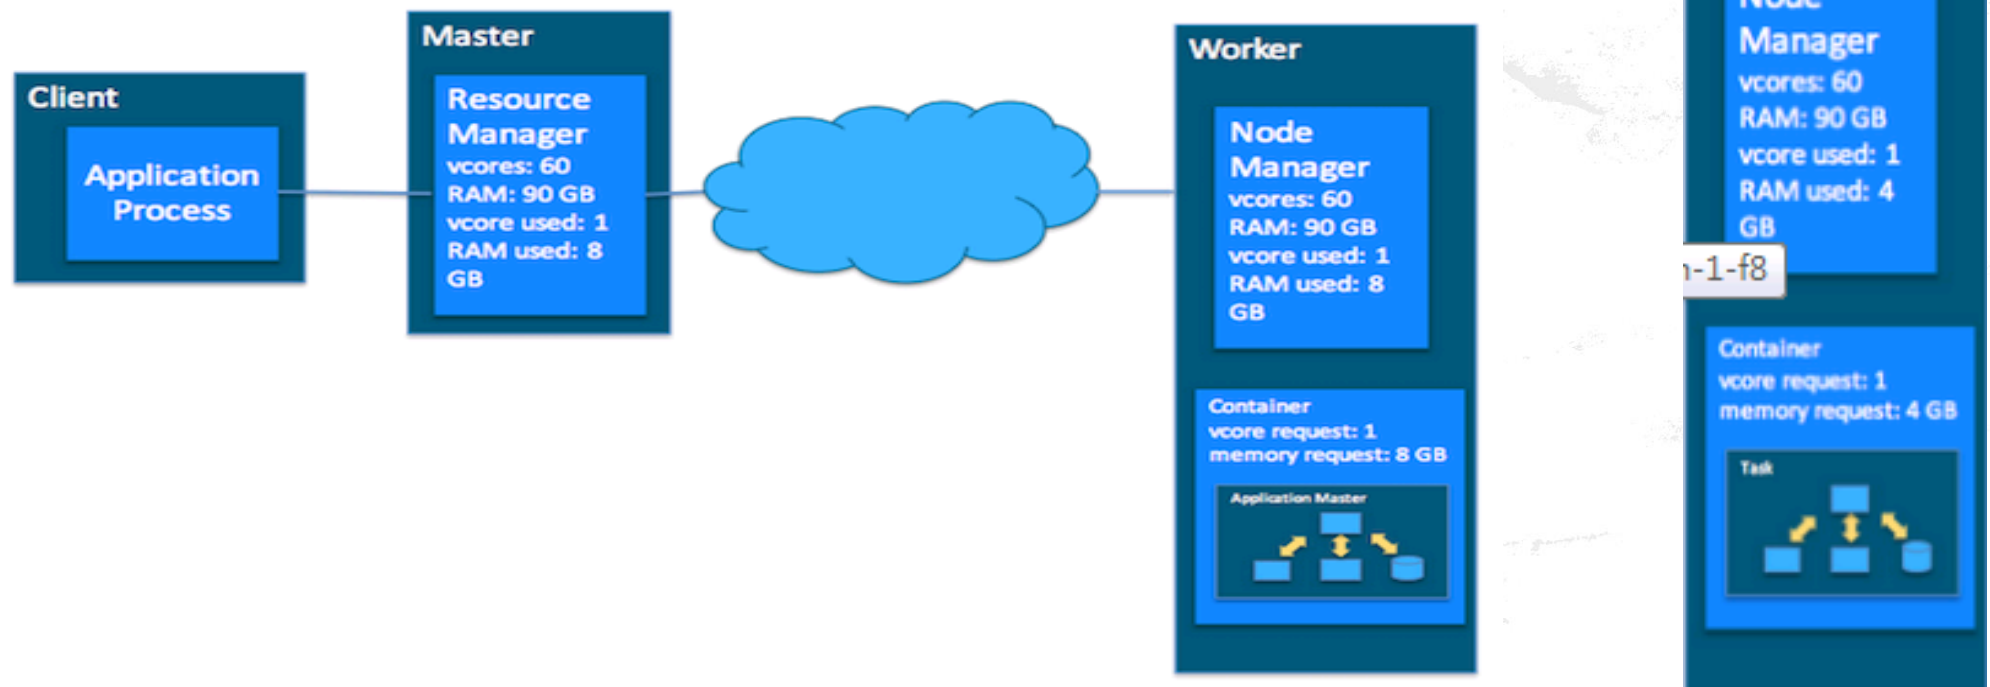 Client
Application
Process
Master
Resource
Manager
vcores: 60
RAM: 90 GB
vcore used: 1
RAM used: 8
GB
Worker
Node
Manager
vcores: 60
RAM: 90 GB
vcore used: 1
RAM used: 8
GB
Container
vcore request: 1
memory request: 8 GB
Application Master
Node
Manager
vcores: 60
RAM: 90 GB
vcore used: 1
RAM used: 4
GB
-1-f8
Container
vcore request: 1
memory request: 4 GB
Task